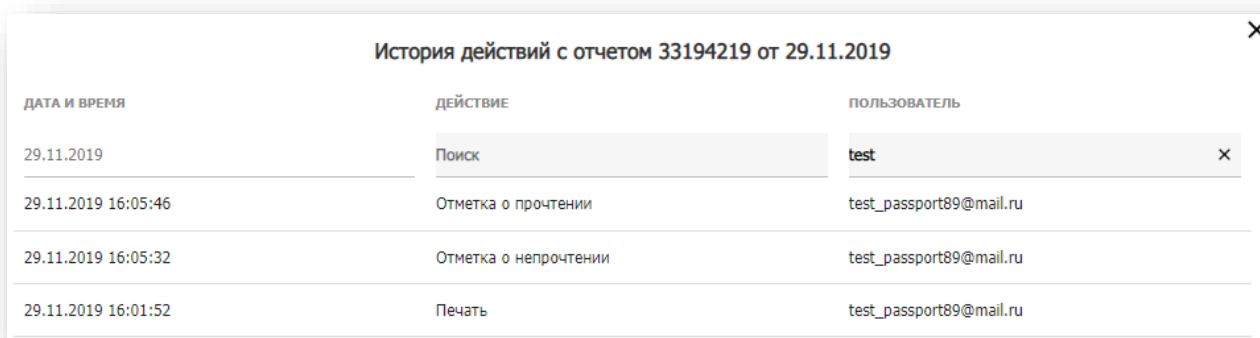 История действий с отчетом 33194219 от 29.11.2019
ДАТА И ВРЕМЯ ДЕЙСТВИЕ ПОЛЬЗОВАТЕЛЬ
29.11.2019 Поиск test
29.11.2019 16:05:46 Отметка о прочтении test_passport89@mail.ru
29.11.2019 16:05:32 Отметка о непрочтении test_passport89@mail.ru
29.11.2019 16:01:52 Печать test_passport89@mail.ru